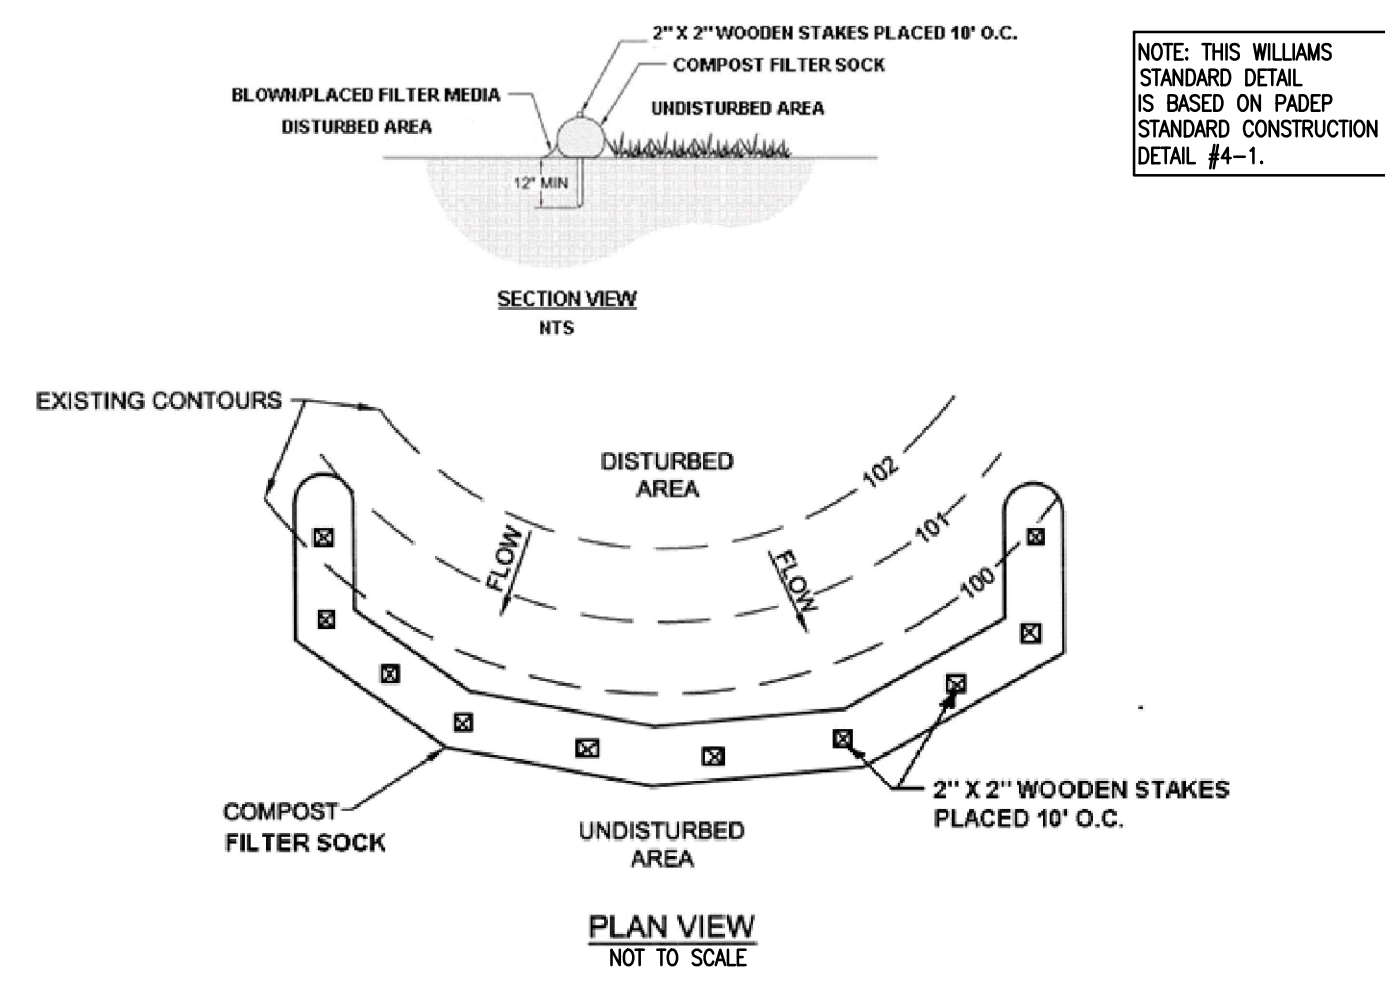 2" X 2" WOODEN STAKES PLACED 10' O.C.
COMPOST FILTER SOCK
BLOWN/PLACED FILTER MEDIA
UNDISTURBED AREA
DISTURBED AREA
12" MIN
SECTION VIEW
NTS
NOTE: THIS WILLIAMS
STANDARD DETAIL
IS BASED ON PADEP
STANDARD CONSTRUCTION
DETAIL #4-1.
EXISTING CONTOURS
DISTURBED
AREA
102
101
100
FLOW
FLOW
COMPOST
FILTER SOCK
2" X 2" WOODEN STAKES
PLACED 10' O.C.
UNDISTURBED
AREA
PLAN VIEW
NOT TO SCALE